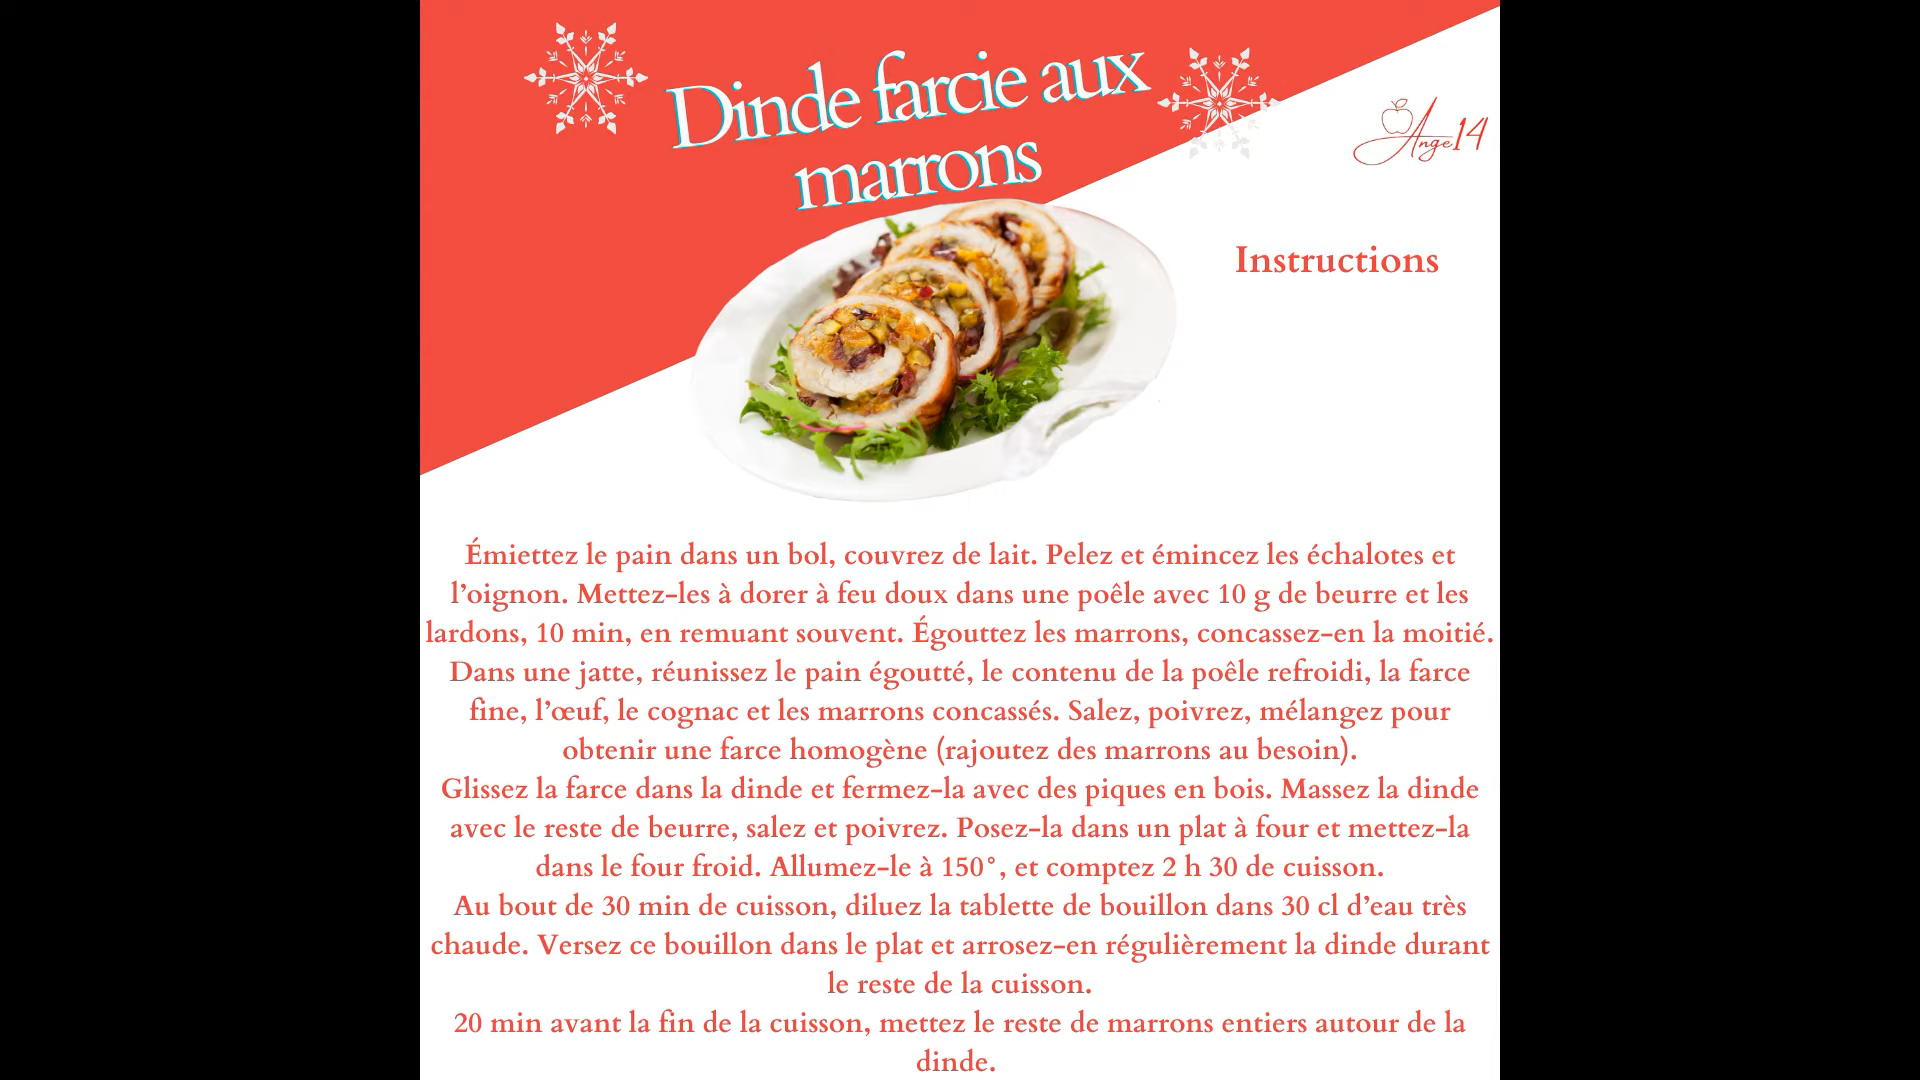 Dinde farcie aux
marrons
Ange14
Instructions
Émiettez le pain dans un bol, couvrez de lait. Pelez et émincez les échalotes et
l’oignon. Mettez-les à dorer à feu doux dans une poêle avec 10 g de beurre et les
lardons, 10 min, en remuant souvent. Égouttez les marrons, concassez-en la moitié.
Dans une jatte, réunissez le pain égoutté, le contenu de la poêle refroidi, la farce
fine, l’œuf, le cognac et les marrons concassés. Salez, poivrez, mélangez pour
obtenir une farce homogène (rajoutez des marrons au besoin).
Glissez la farce dans la dinde et fermez-la avec des piques en bois. Massez la dinde
avec le reste de beurre, salez et poivrez. Posez-la dans un plat à four et mettez-la
dans le four froid. Allumez-le à 150°, et comptez 2 h 30 de cuisson.
Au bout de 30 min de cuisson, diluez la tablette de bouillon dans 30 cl d’eau très
chaude. Versez ce bouillon dans le plat et arrosez-en régulièrement la dinde durant
le reste de la cuisson.
20 min avant la fin de la cuisson, mettez le reste de marrons entiers autour de la
dinde.